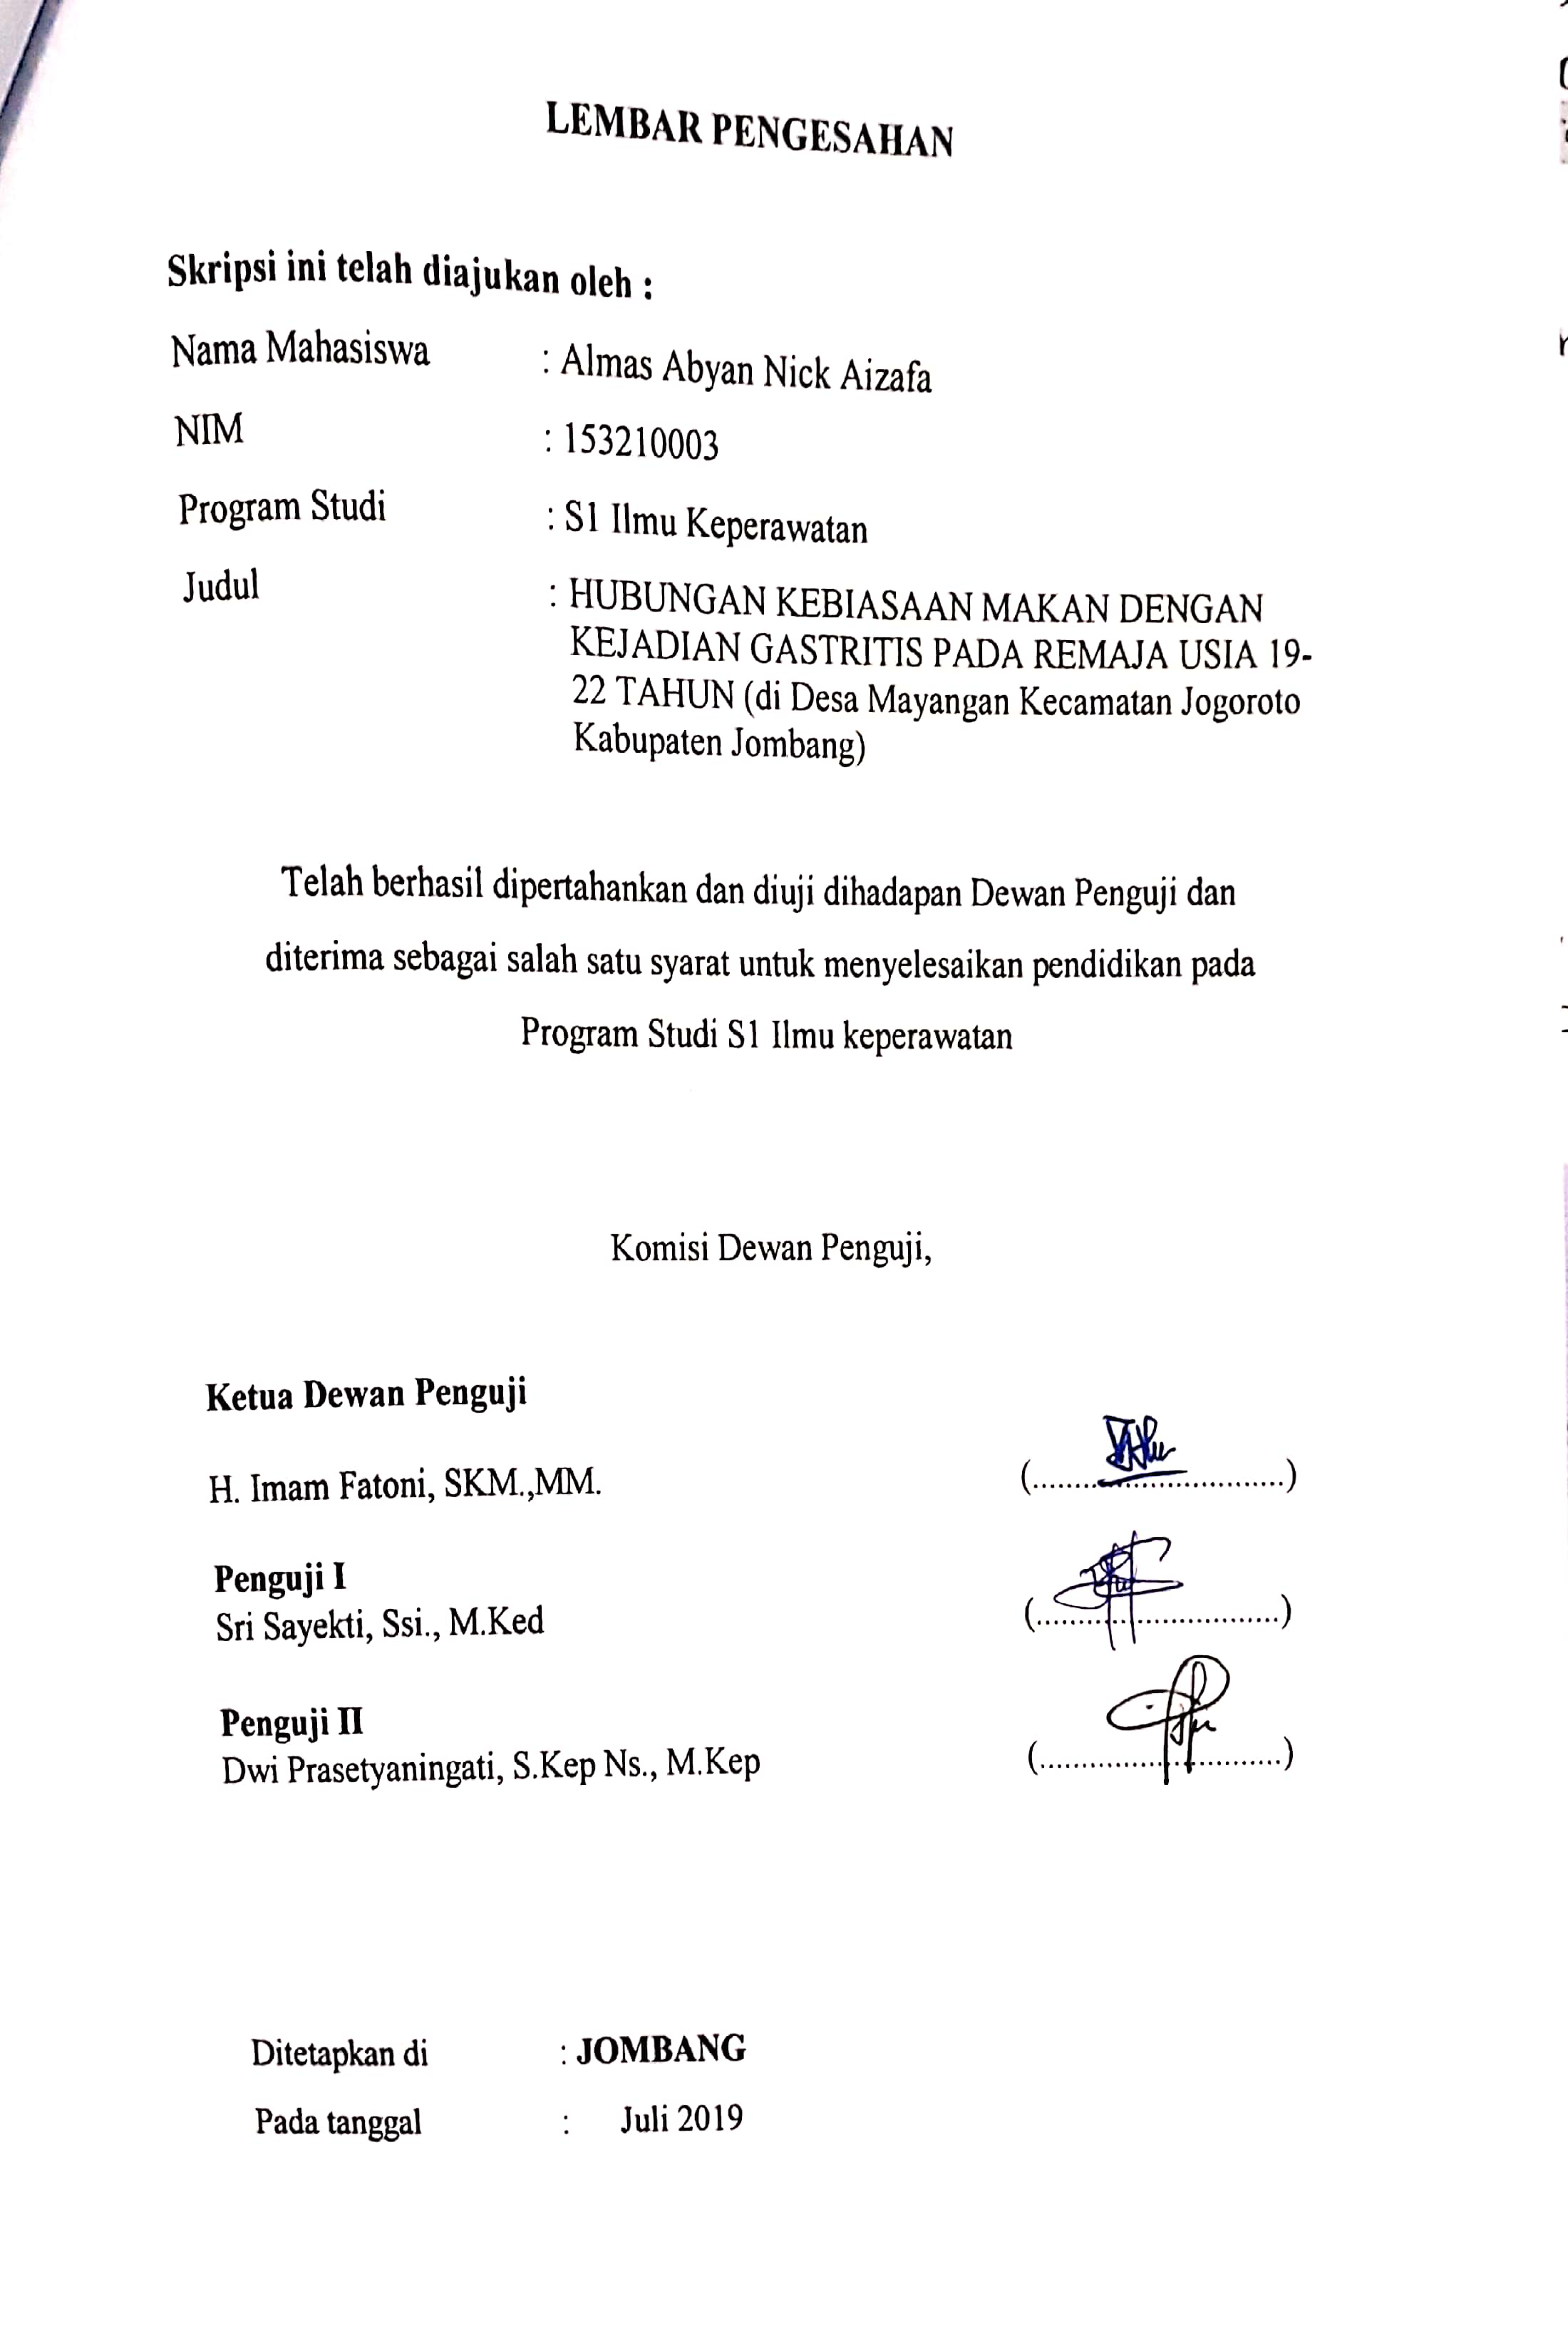 LEMBAR PENGESAHAN
Skripsi ini telah diajukan oleh :
Nama Mahasiswa : Almas Abyan Nick Aizafa
NIM : 153210003
Program Studi : S1 Ilmu Keperawatan
Judul : HUBUNGAN KEBIASAAN MAKAN DENGAN
KEJADIAN GASTRITIS PADA REMAJA USIA 19-
22 TAHUN (di Desa Mayangan Kecamatan Jogoroto
Kabupaten Jombang)
Telah berhasil dipertahankan dan diuji dihadapan Dewan Penguji dan
diterima sebagai salah satu syarat untuk menyelesaikan pendidikan pada
Program Studi S1 Ilmu keperawatan
Komisi Dewan Penguji,
Ketua Dewan Penguji
H. Imam Fatoni, SKM.,MM. (..............................)
Penguji I
Sri Sayekti, Ssi., M.Ked (..............................)
Penguji II
Dwi Prasetyaningati, S.Kep Ns., M.Kep (..............................)
Ditetapkan di : JOMBANG
Pada tanggal : Juli 2019